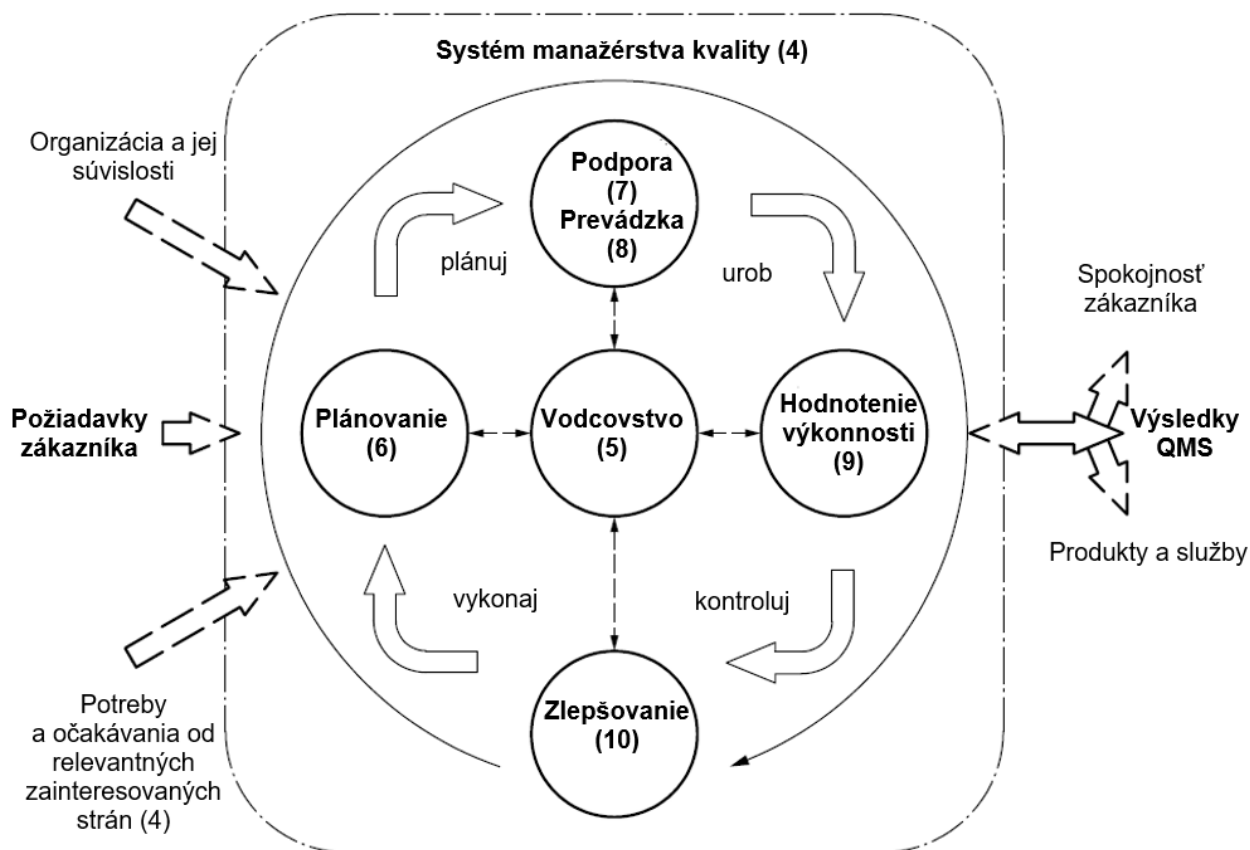 Systém manažérstva kvality (4)
Organizácia a jej
súvislosti
Podpora
(7)
Prevádzka
(8)
plánuj
urob
Spokojnosť
zákazníka
Požiadavky
zákazníka
Plánovanie
(6)
Vodcovstvo
(5)
Hodnotenie
výkonnosti
(9)
Výsledky
QMS
Produkty a služby
vykonaj
kontroluj
Zlepšovanie
(10)
Potreby
a očakávania od
relevantných
zainteresovaných
strán (4)